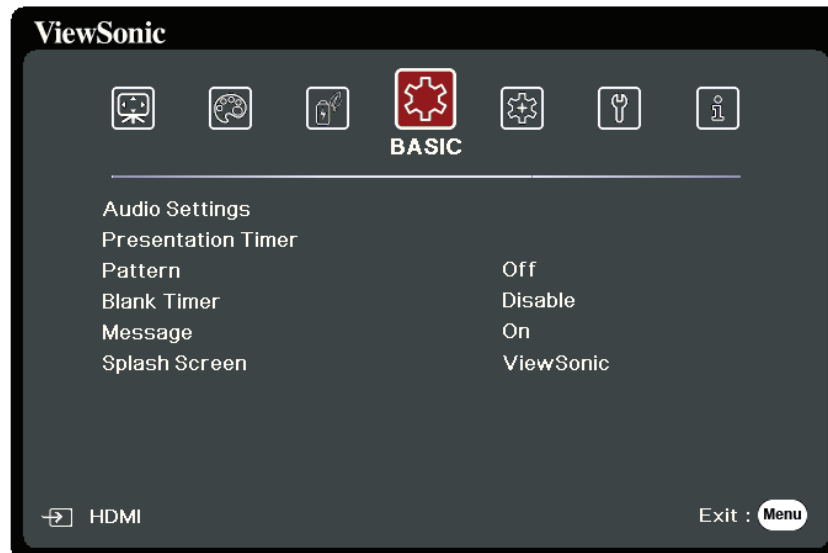 ViewSonic
BASIC
Audio Settings
Presentation Timer
Pattern Off
Blank Timer Disable
Message On
Splash Screen ViewSonic
HDMI Exit : Menu